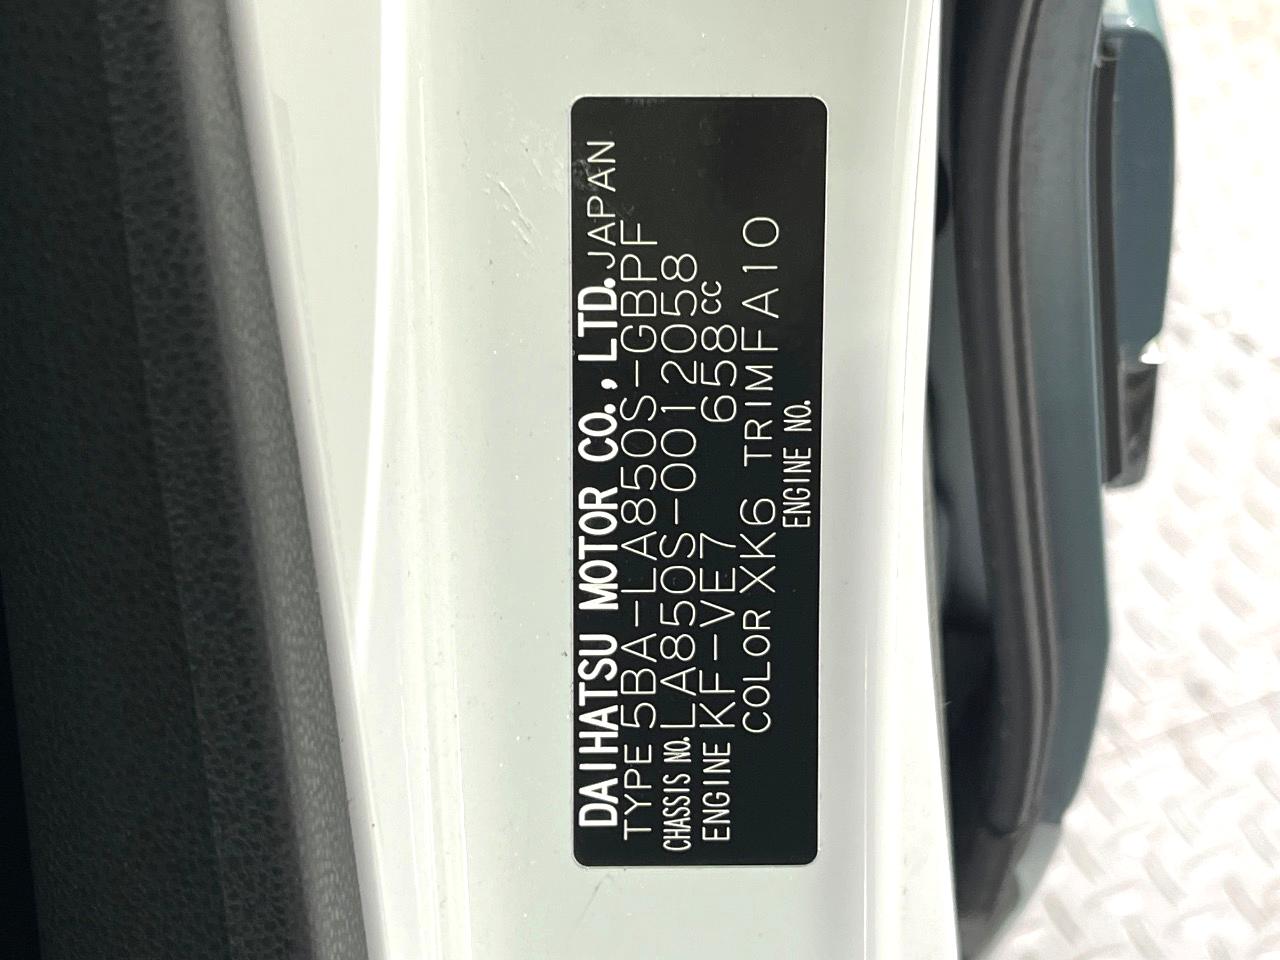 DAIHATSU MOTOR CO., LTD. JAPAN
TYPE 5BA-LA850S-GBPF
CHASSIS NO. LA850S-0012058
ENGINE KF-VE7 658cc
COLOR XK6 TRIM FA10
ENGINE NO.